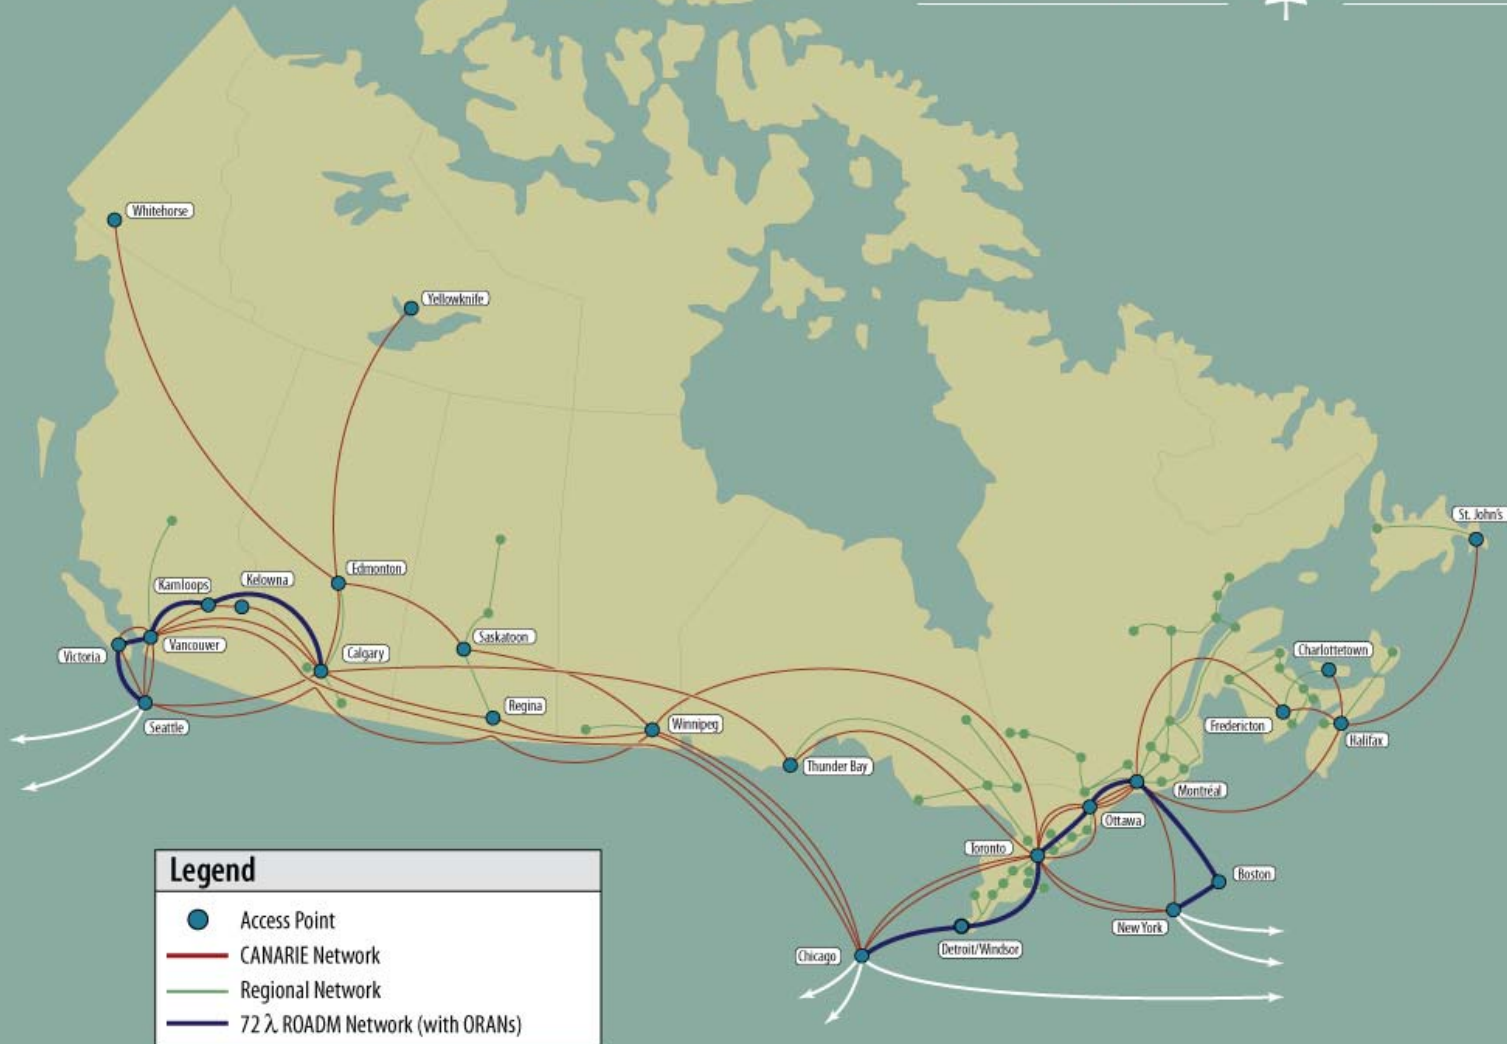 Whitehorse
Yellowknife
St. John's
Edmonton
Kamloops
Kelowna
Saskatoon
Vancouver
Victoria
Calgary
Charlottetown
Regina
Seattle
Winnipeg
Fredericton
Halifax
Thunder Bay
Montréal
Ottawa
Toronto
Boston
New York
Detroit/Windsor
Chicago
Legend
Access Point
CANARIE Network
Regional Network
72 λ ROADM Network (with ORANs)